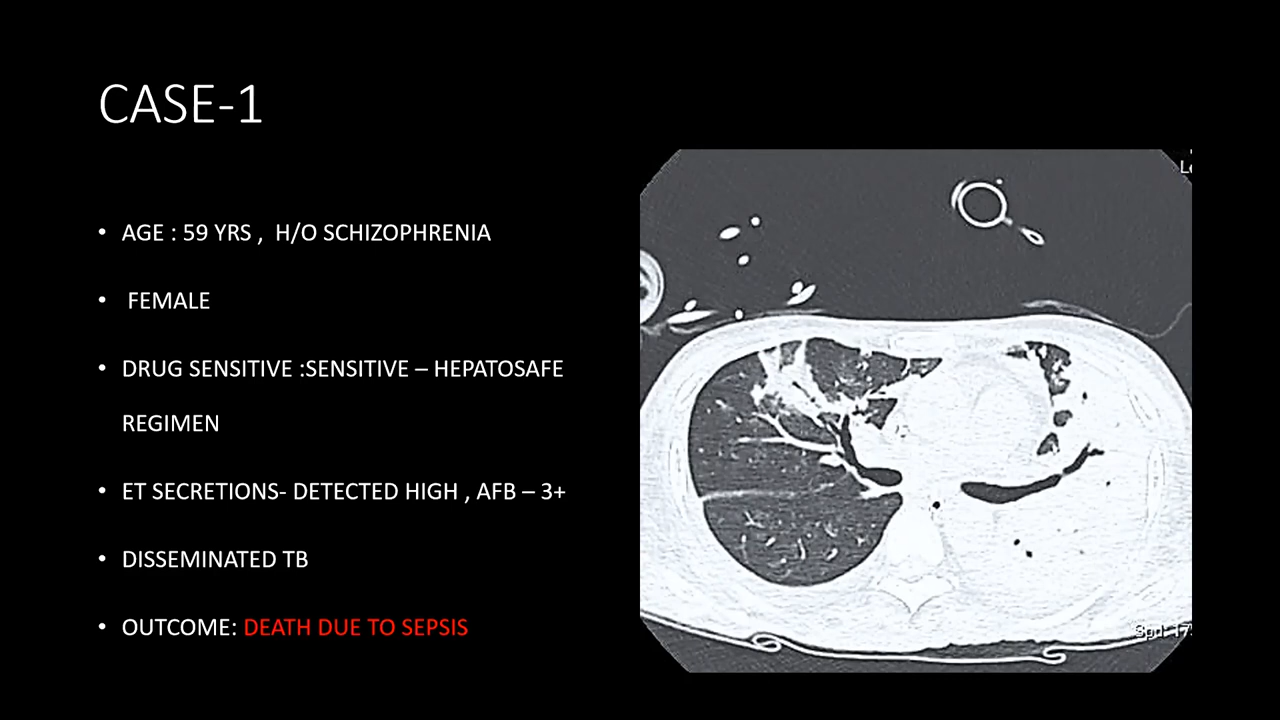 CASE-1
• AGE : 59 YRS , H/O SCHIZOPHRENIA
• FEMALE
• DRUG SENSITIVE :SENSITIVE – HEPATOSAFE
REGIMEN
• ET SECRETIONS- DETECTED HIGH , AFB – 3+
• DISSEMINATED TB
• OUTCOME: DEATH DUE TO SEPSIS